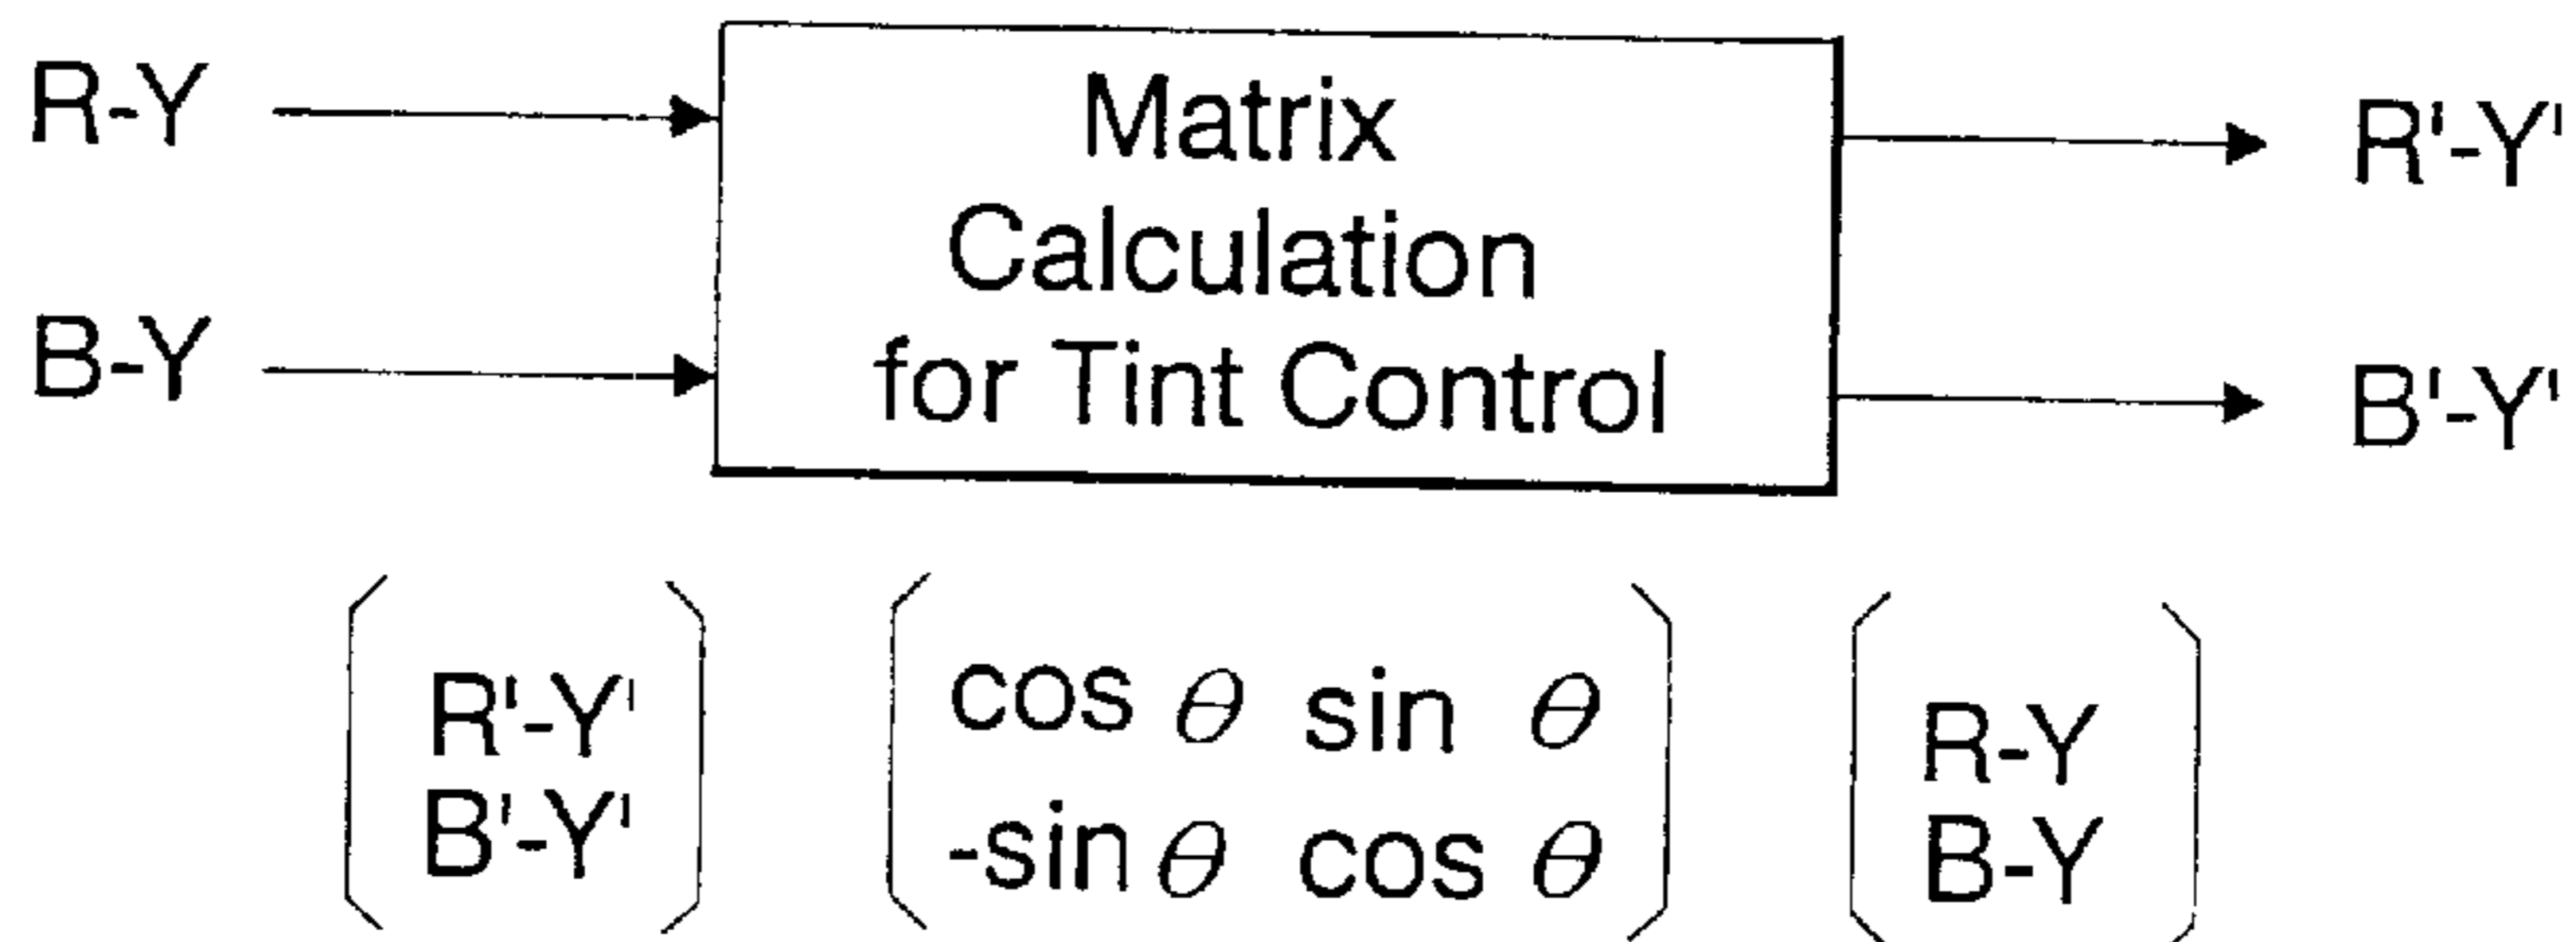 R-Y
B-Y
Matrix
Calculation
for Tint Control
R'-Y'
B'-Y'
R'-Y'
B'-Y'
cos θ sin θ
-sin θ cos θ
R-Y
B-Y